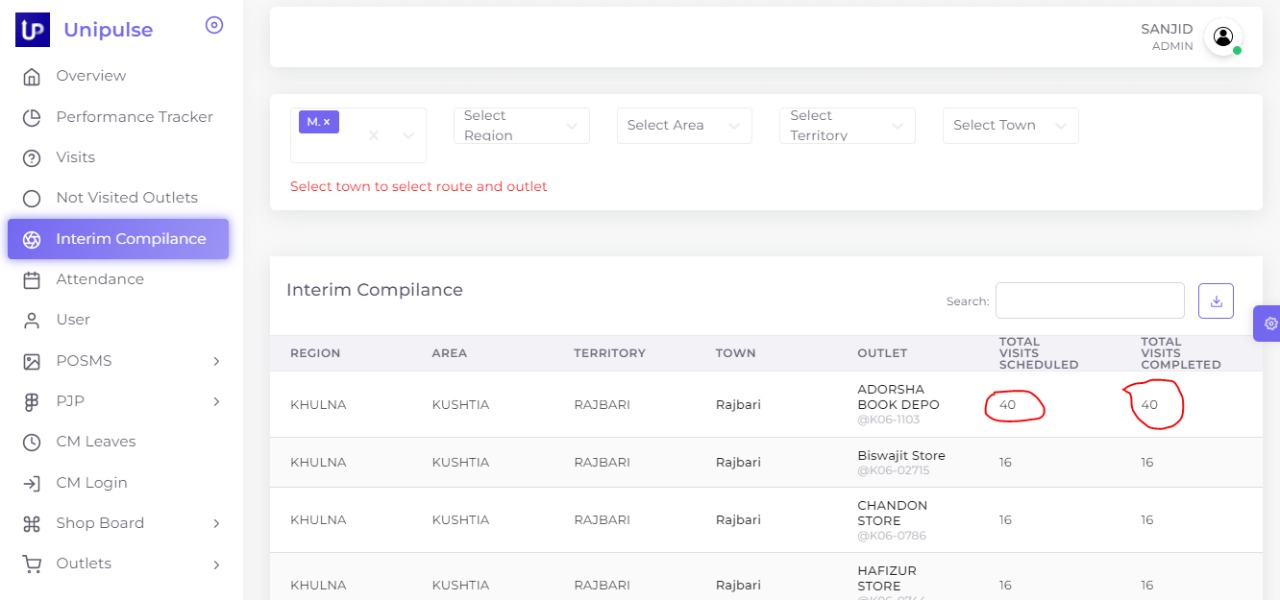 UP Unipulse
SANJID
ADMIN
Overview
Performance Tracker
Visits
Not Visited Outlets
Interim Compilance
Attendance
User
POSMS
PJP
CM Leaves
CM Login
Shop Board
Outlets
M. ×
Select
Region
Select Area
Select
Territory
Select Town
Select town to select route and outlet
Interim Compilance
Search:
REGION AREA TERRITORY TOWN OUTLET TOTAL VISITS SCHEDULED TOTAL VISITS COMPLETED
KHULNA KUSHTIA RAJBARI Rajbari ADORSHA BOOK DEPO @K06-1103 40 40
KHULNA KUSHTIA RAJBARI Rajbari Biswajit Store @K06-02715 16 16
KHULNA KUSHTIA RAJBARI Rajbari CHANDON STORE @K06-0786 16 16
KHULNA KUSHTIA RAJBARI Rajbari HAFIZUR STORE 16 16